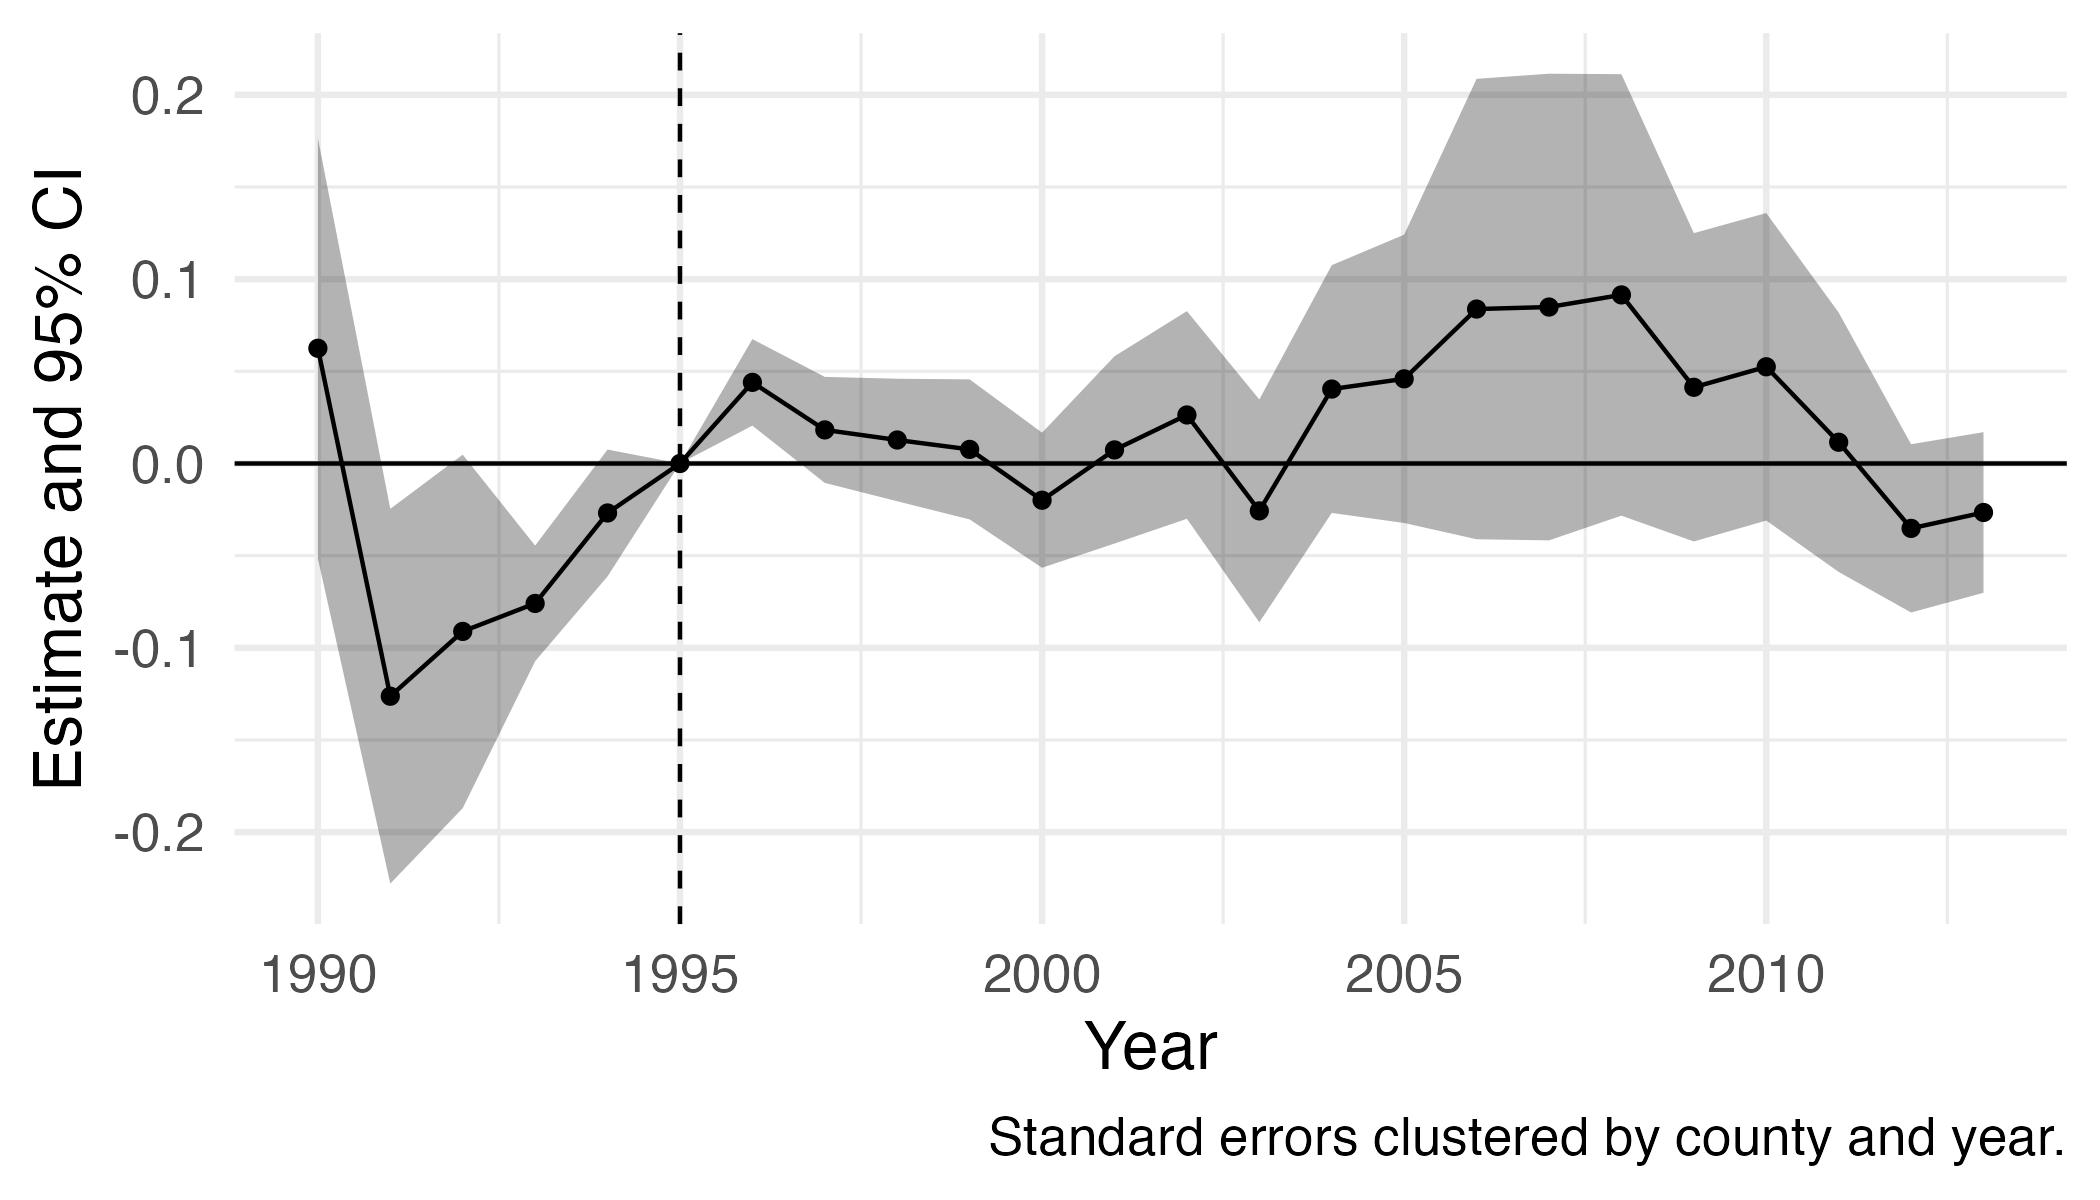 Estimate and 95% CI
0.2
0.1
0.0
-0.1
-0.2
1990 1995 2000 2005 2010
Year
Standard errors clustered by county and year.